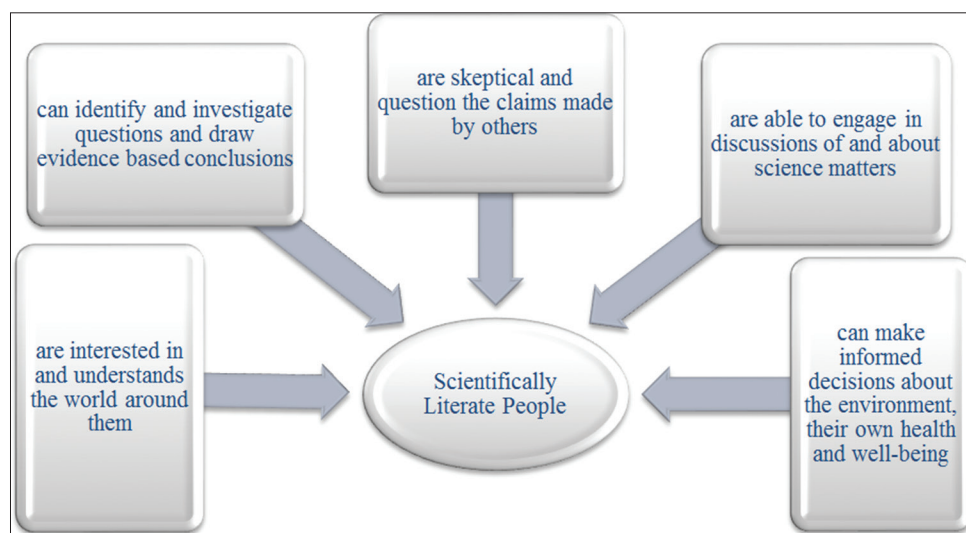 can identify and investigate
questions and draw
evidence based conclusions
are skeptical and
question the claims made
by others
are able to engage in
discussions of and about
science matters
are interested in
and understands
the world around
them
Scientifically
Literate People
can make
informed
decisions about
the environment,
their own health
and well-being